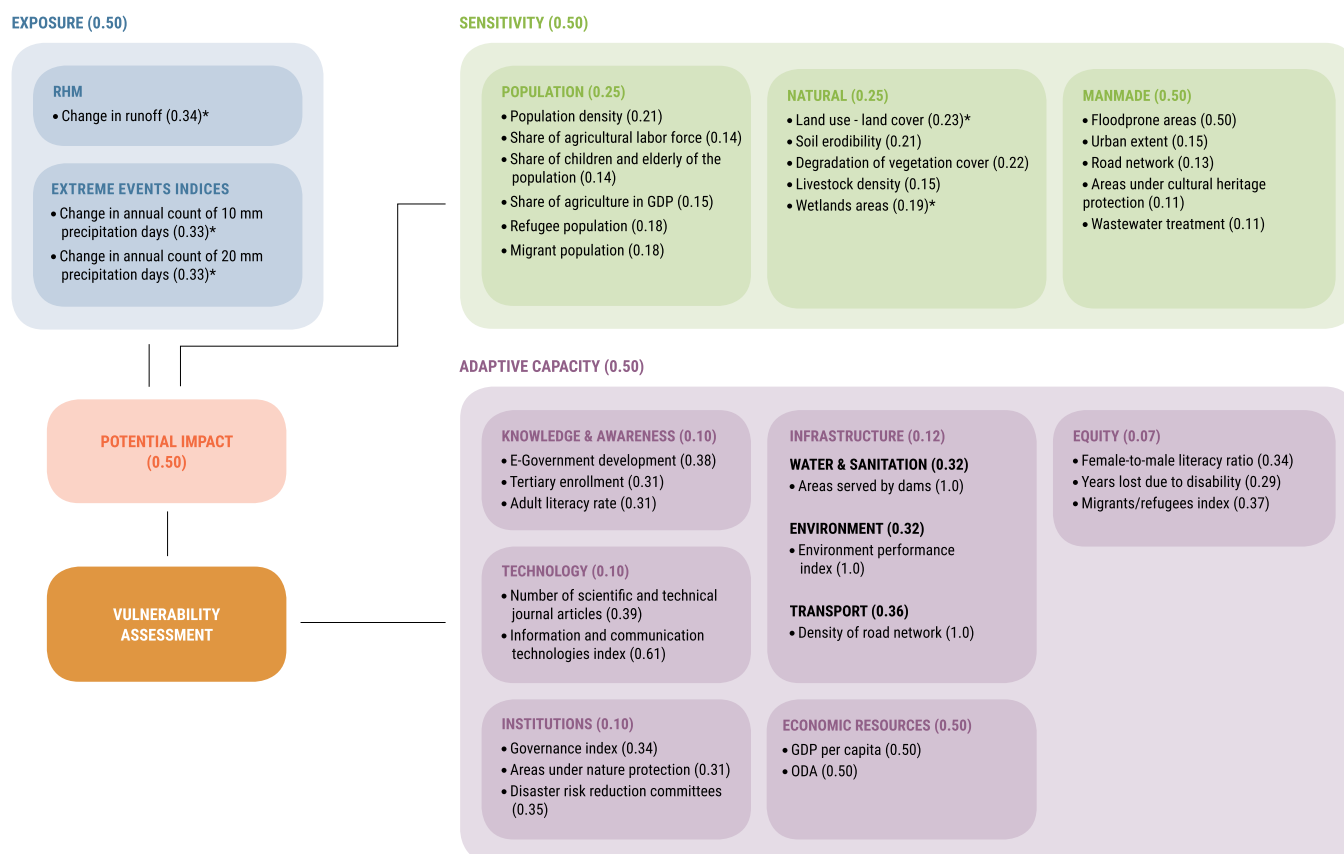 EXPOSURE (0.50)
RHM
• Change in runoff (0.34)*
EXTREME EVENTS INDICES
• Change in annual count of 10 mm
precipitation days (0.33)*
• Change in annual count of 20 mm
precipitation days (0.33)*
POTENTIAL IMPACT
(0.50)
VULNERABILITY
ASSESSMENT
SENSITIVITY (0.50)
POPULATION (0.25)
• Population density (0.21)
• Share of agricultural labor force (0.14)
• Share of children and elderly of the
population (0.14)
• Share of agriculture in GDP (0.15)
• Refugee population (0.18)
• Migrant population (0.18)
NATURAL (0.25)
• Land use - land cover (0.23)*
• Soil erodibility (0.21)
• Degradation of vegetation cover (0.22)
• Livestock density (0.15)
• Wetlands areas (0.19)*
MANMADE (0.50)
• Floodprone areas (0.50)
• Urban extent (0.15)
• Road network (0.13)
• Areas under cultural heritage
protection (0.11)
• Wastewater treatment (0.11)
ADAPTIVE CAPACITY (0.50)
KNOWLEDGE & AWARENESS (0.10)
• E-Government development (0.38)
• Tertiary enrollment (0.31)
• Adult literacy rate (0.31)
TECHNOLOGY (0.10)
• Number of scientific and technical
journal articles (0.39)
• Information and communication
technologies index (0.61)
INSTITUTIONS (0.10)
• Governance index (0.34)
• Areas under nature protection (0.31)
• Disaster risk reduction committees
(0.35)
INFRASTRUCTURE (0.12)
WATER & SANITATION (0.32)
• Areas served by dams (1.0)
ENVIRONMENT (0.32)
• Environment performance
index (1.0)
TRANSPORT (0.36)
• Density of road network (1.0)
ECONOMIC RESOURCES (0.50)
• GDP per capita (0.50)
• ODA (0.50)
EQUITY (0.07)
• Female-to-male literacy ratio (0.34)
• Years lost due to disability (0.29)
• Migrants/refugees index (0.37)